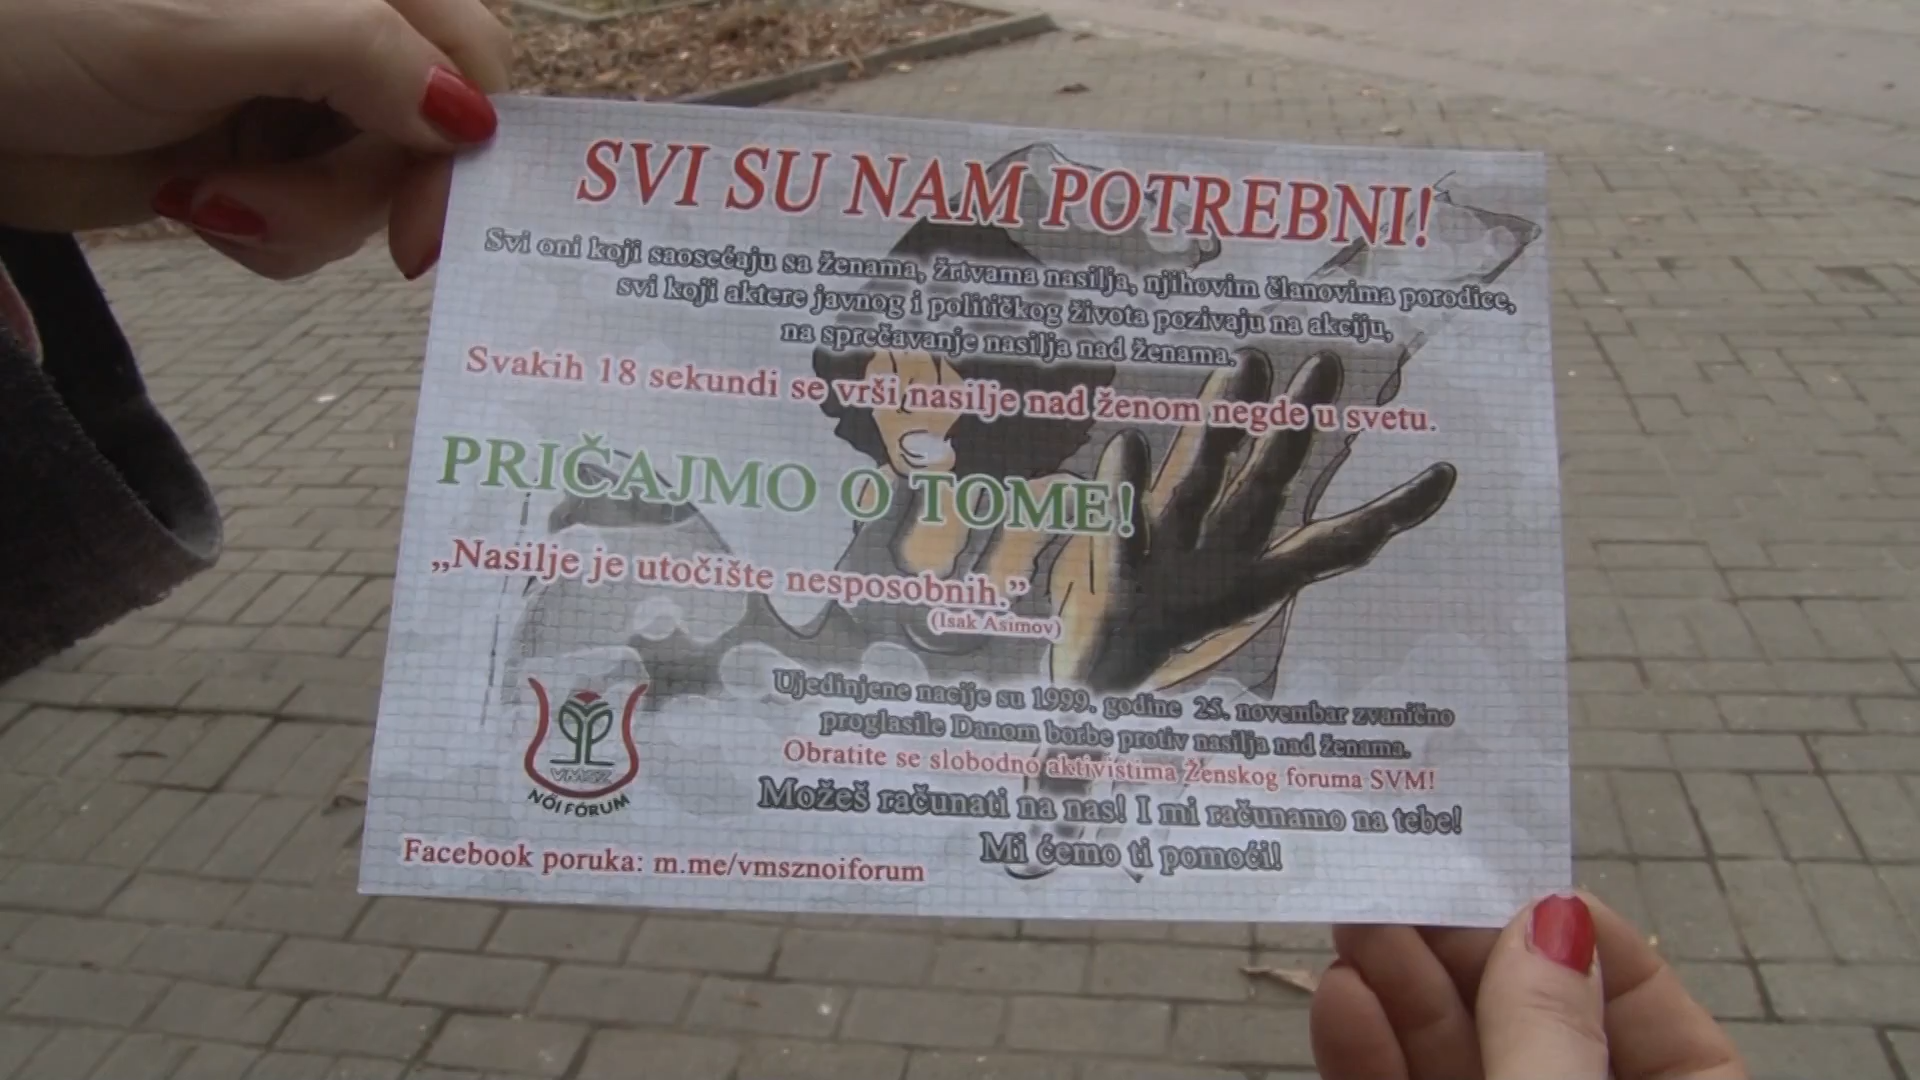 SVI SU NAM POTREBNI!
Svi oni koji saosećaju sa ženama, žrtvama nasilja, njihovim članovima porodice,
svi koji aktere javnog i političkog života pozivaju na akciju,
na sprečavanje nasilja nad ženama.
Svakih 18 sekundi se vrši nasilje nad ženom negde u svetu.
PRIČAJMO O TOME!
„Nasilje je utočište nesposobnih.”
(Isak Asimov)
Ujedinjene nacije su 1999. godine 25. novembar zvanično
proglasile Danom borbe protiv nasilja nad ženama.
Obratite se slobodno aktivistima Ženskog foruma SVM!
Možeš računati na nas! I mi računamo na tebe!
Mi ćemo ti pomoći!
VMSZ
NŐI FÓRUM
Facebook poruka: m.me/vmsznoiforum